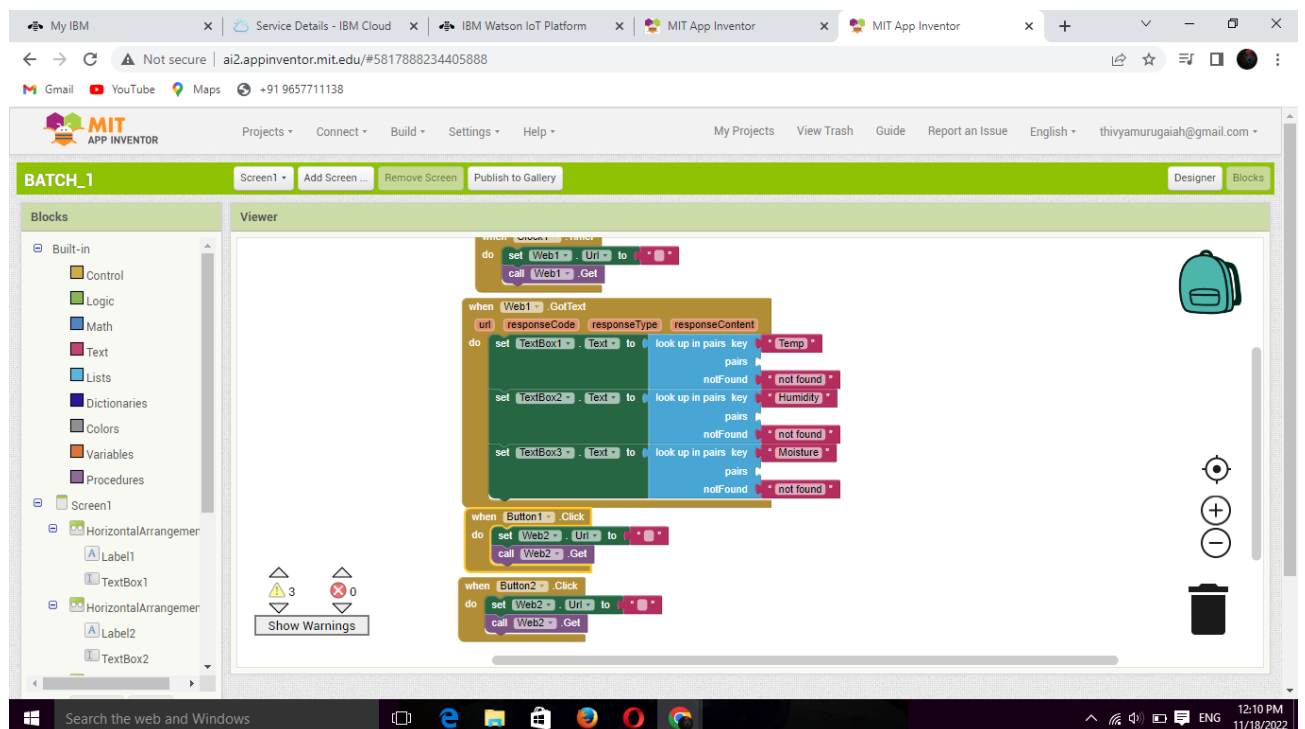 My IBM
Service Details - IBM Cloud
IBM Watson IoT Platform
MIT App Inventor
MIT App Inventor
Not secure | ai2.appinventor.mit.edu/#5817888234405888
Gmail YouTube Maps +91 9657711138
MIT
APP INVENTOR
Projects Connect Build Settings Help My Projects View Trash Guide Report an Issue English thivyamurugaiah@gmail.com
BATCH_1 Screen1 Add Screen ... Remove Screen Publish to Gallery Designer Blocks
Blocks
Viewer
Built-in
Control
Logic
Math
Text
Lists
Dictionaries
Colors
Variables
Procedures
Screen1
HorizontalArrangemer
Label1
TextBox1
HorizontalArrangemer
Label2
TextBox2
when Clock1 .Timer
do set Web1 . Url to " "
call Web1 .Get
when Web1 .GotText
url responseCode responseType responseContent
do set TextBox1 . Text to look up in pairs key " Temp "
pairs
notFound " not found "
set TextBox2 . Text to look up in pairs key " Humidity "
pairs
notFound " not found "
set TextBox3 . Text to look up in pairs key " Moisture "
pairs
notFound " not found "
when Button1 .Click
do set Web2 . Url to " "
call Web2 .Get
when Button2 .Click
do set Web2 . Url to " "
call Web2 .Get
3 0
Show Warnings
Search the web and Windows
ENG
12:10 PM
11/18/2022